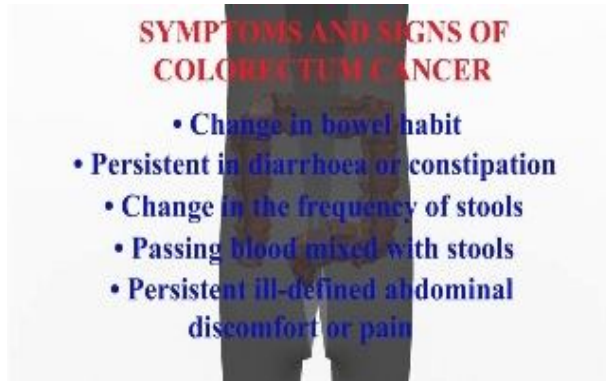 SYMPTOMS AND SIGNS OF
COLORECTUM CANCER
• Change in bowel habit
• Persistent in diarrhoea or constipation
• Change in the frequency of stools
• Passing blood mixed with stools
• Persistent ill-defined abdominal
discomfort or pain